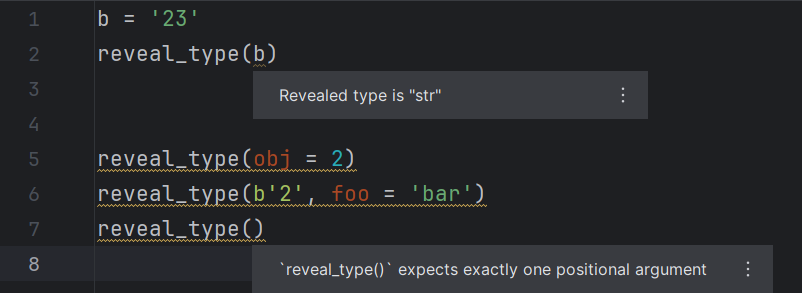 1 b = '23'
2 reveal_type(b)
3 Revealed type is "str"
4
5 reveal_type(obj = 2)
6 reveal_type(b'2', foo = 'bar')
7 reveal_type()
8 `reveal_type()` expects exactly one positional argument